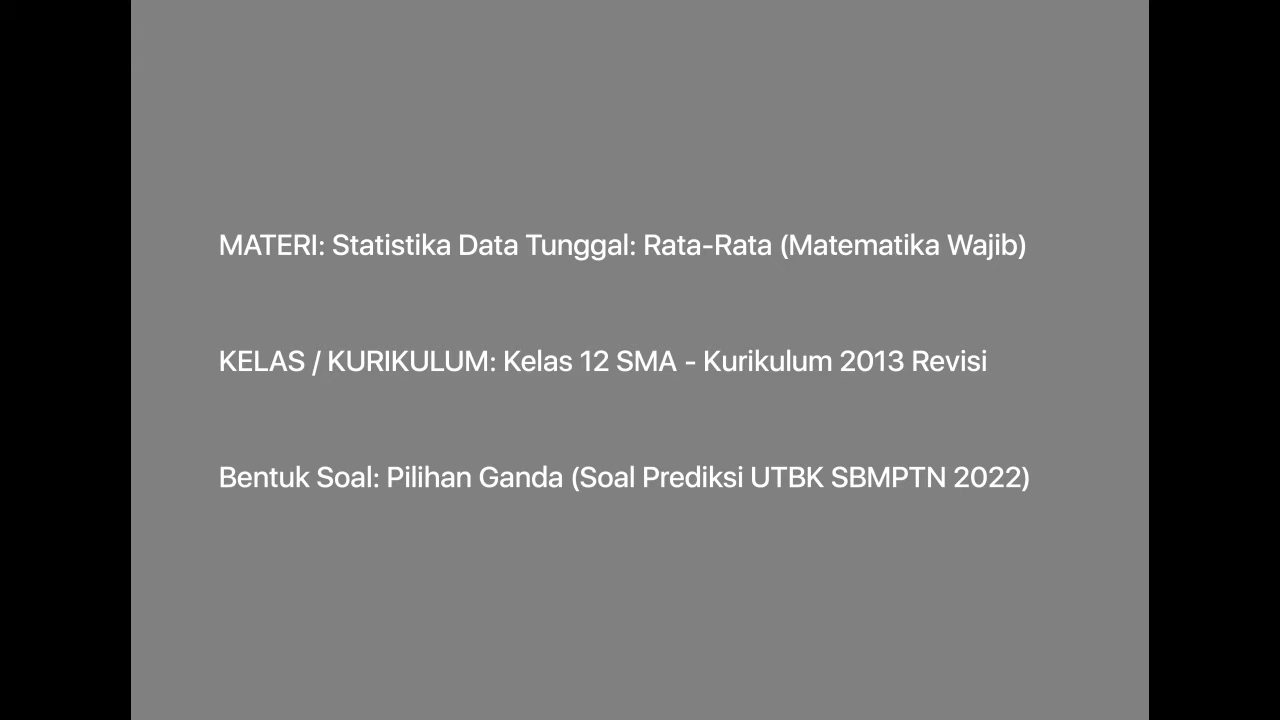 MATERI: Statistika Data Tunggal: Rata-Rata (Matematika Wajib)
KELAS / KURIKULUM: Kelas 12 SMA - Kurikulum 2013 Revisi
Bentuk Soal: Pilihan Ganda (Soal Prediksi UTBK SBMPTN 2022)